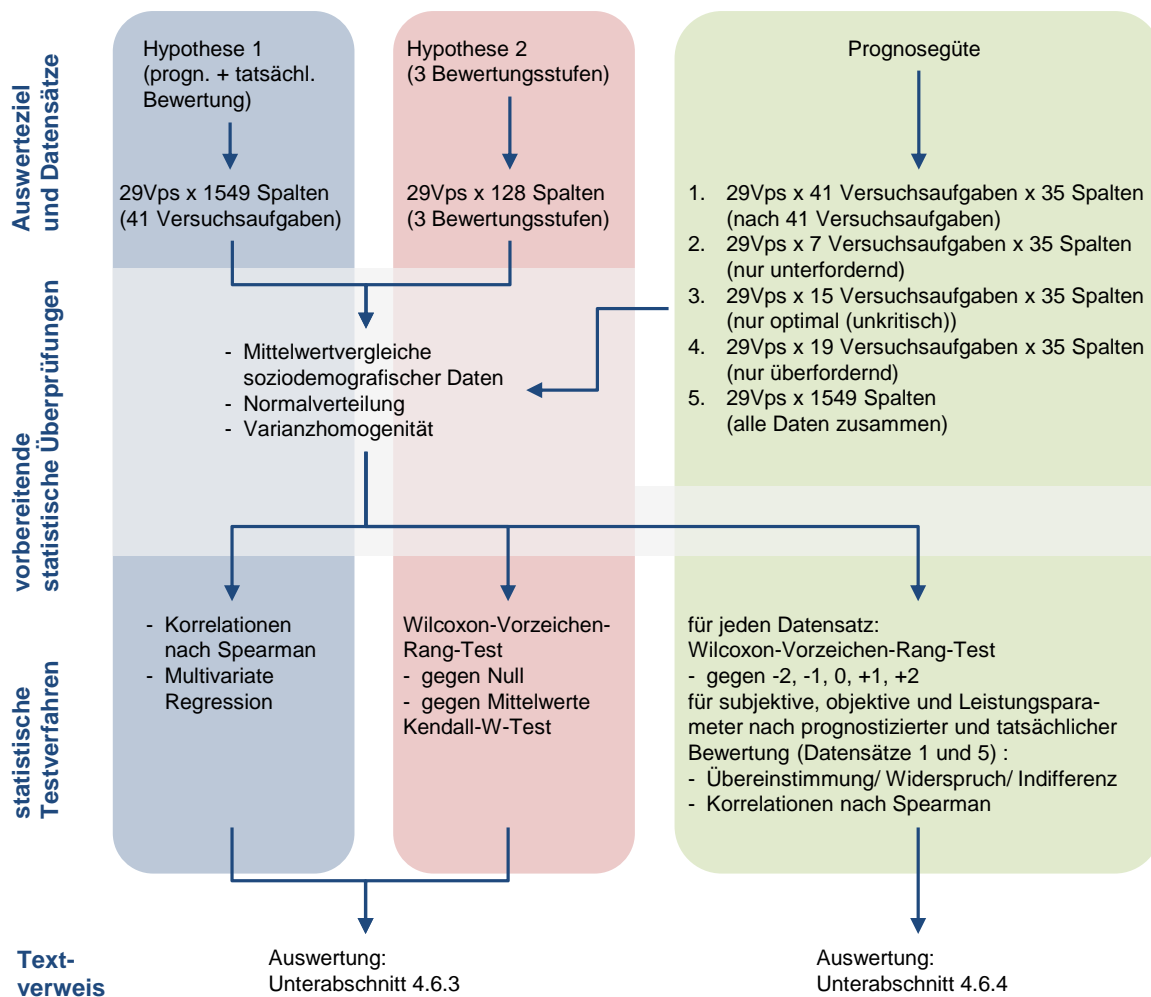 Auswerteziel
und Datensätze
Hypothese 1
(progn. + tatsächl.
Bewertung)
Hypothese 2
(3 Bewertungsstufen)
Prognosegüte
29Vps x 1549 Spalten
(41 Versuchsaufgaben)
29Vps x 128 Spalten
(3 Bewertungsstufen)
1. 29Vps x 41 Versuchsaufgaben x 35 Spalten
(nach 41 Versuchsaufgaben)
2. 29Vps x 7 Versuchsaufgaben x 35 Spalten
(nur unterfordernd)
3. 29Vps x 15 Versuchsaufgaben x 35 Spalten
(nur optimal (unkritisch))
4. 29Vps x 19 Versuchsaufgaben x 35 Spalten
(nur überfordernd)
5. 29Vps x 1549 Spalten
(alle Daten zusammen)
vorbereitende
statistische Überprüfungen
- Mittelwertvergleiche
soziodemografischer Daten
- Normalverteilung
- Varianzhomogenität
statistische
Testverfahren
- Korrelationen
nach Spearman
- Multivariate
Regression
Wilcoxon-Vorzeichen-
Rang-Test
- gegen Null
- gegen Mittelwerte
Kendall-W-Test
für jeden Datensatz:
Wilcoxon-Vorzeichen-Rang-Test
- gegen -2, -1, 0, +1, +2
für subjektive, objektive und Leistungspara-
meter nach prognostizierter und tatsächlicher
Bewertung (Datensätze 1 und 5) :
- Übereinstimmung/ Widerspruch/ Indifferenz
- Korrelationen nach Spearman
Text-
verweis
Auswertung:
Unterabschnitt 4.6.3
Auswertung:
Unterabschnitt 4.6.4